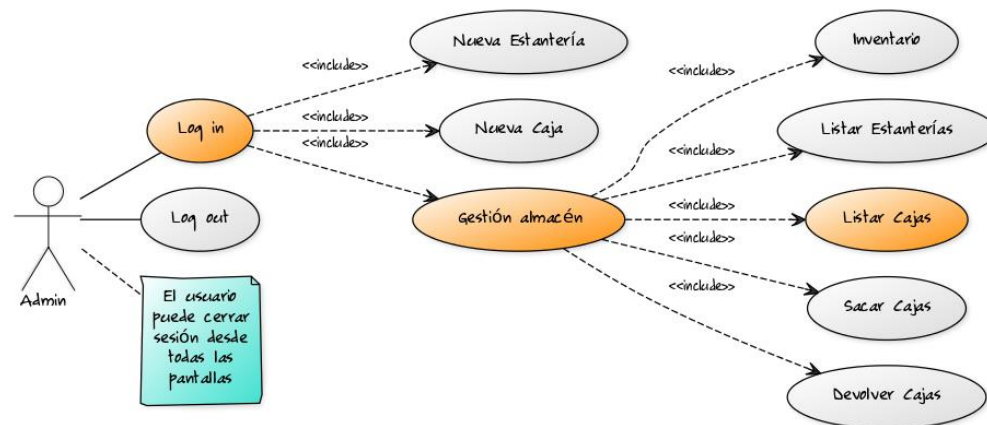 Nueva Estantería
Inventario
<<include>>
<<include>>
Log in
<<include>>
Nueva Caja
<<include>>
<<include>>
Listar Estanterías
<<include>>
Log out
Gestión almacén
Listar Cajas
<<include>>
Admin
El usuario
puede cerrar
sesión desde
todas las
pantallas
<<include>>
Sacar Cajas
Devolver Cajas